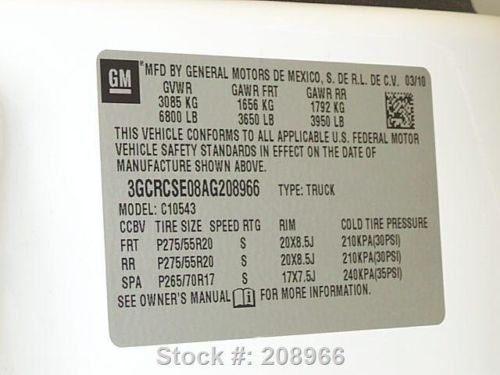 GM
MFD BY GENERAL MOTORS DE MEXICO, S. DE R.L. DE C.V. 03/10
GVWR GAWR FRT GAWR RR
3085 KG 1656 KG 1792 KG
6800 LB 3650 LB 3950 LB
THIS VEHICLE CONFORMS TO ALL APPLICABLE U.S. FEDERAL MOTOR
VEHICLE SAFETY STANDARDS IN EFFECT ON THE DATE OF
MANUFACTURE SHOWN ABOVE.
3GCRCSE08AG208966 TYPE: TRUCK
MODEL: C10543
CCBV TIRE SIZE SPEED RTG RIM COLD TIRE PRESSURE
FRT P275/55R20 S 20X8.5J 210KPA(30PSI)
RR P275/55R20 S 20X8.5J 210KPA(30PSI)
SPA P265/70R17 S 17X7.5J 240KPA(35PSI)
SEE OWNER'S MANUAL FOR MORE INFORMATION
Stock #: 208966